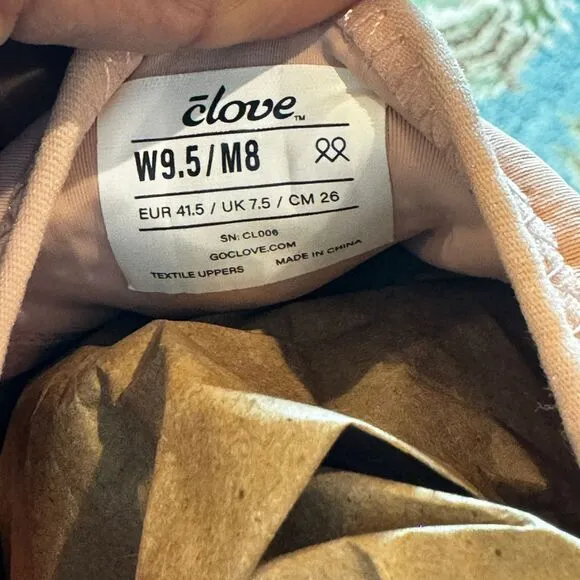 clove™
W9.5/M8
EUR 41.5 / UK 7.5 / CM 26
SN: CL006
GOCLOVE.COM
TEXTILE UPPERS MADE IN CHINA